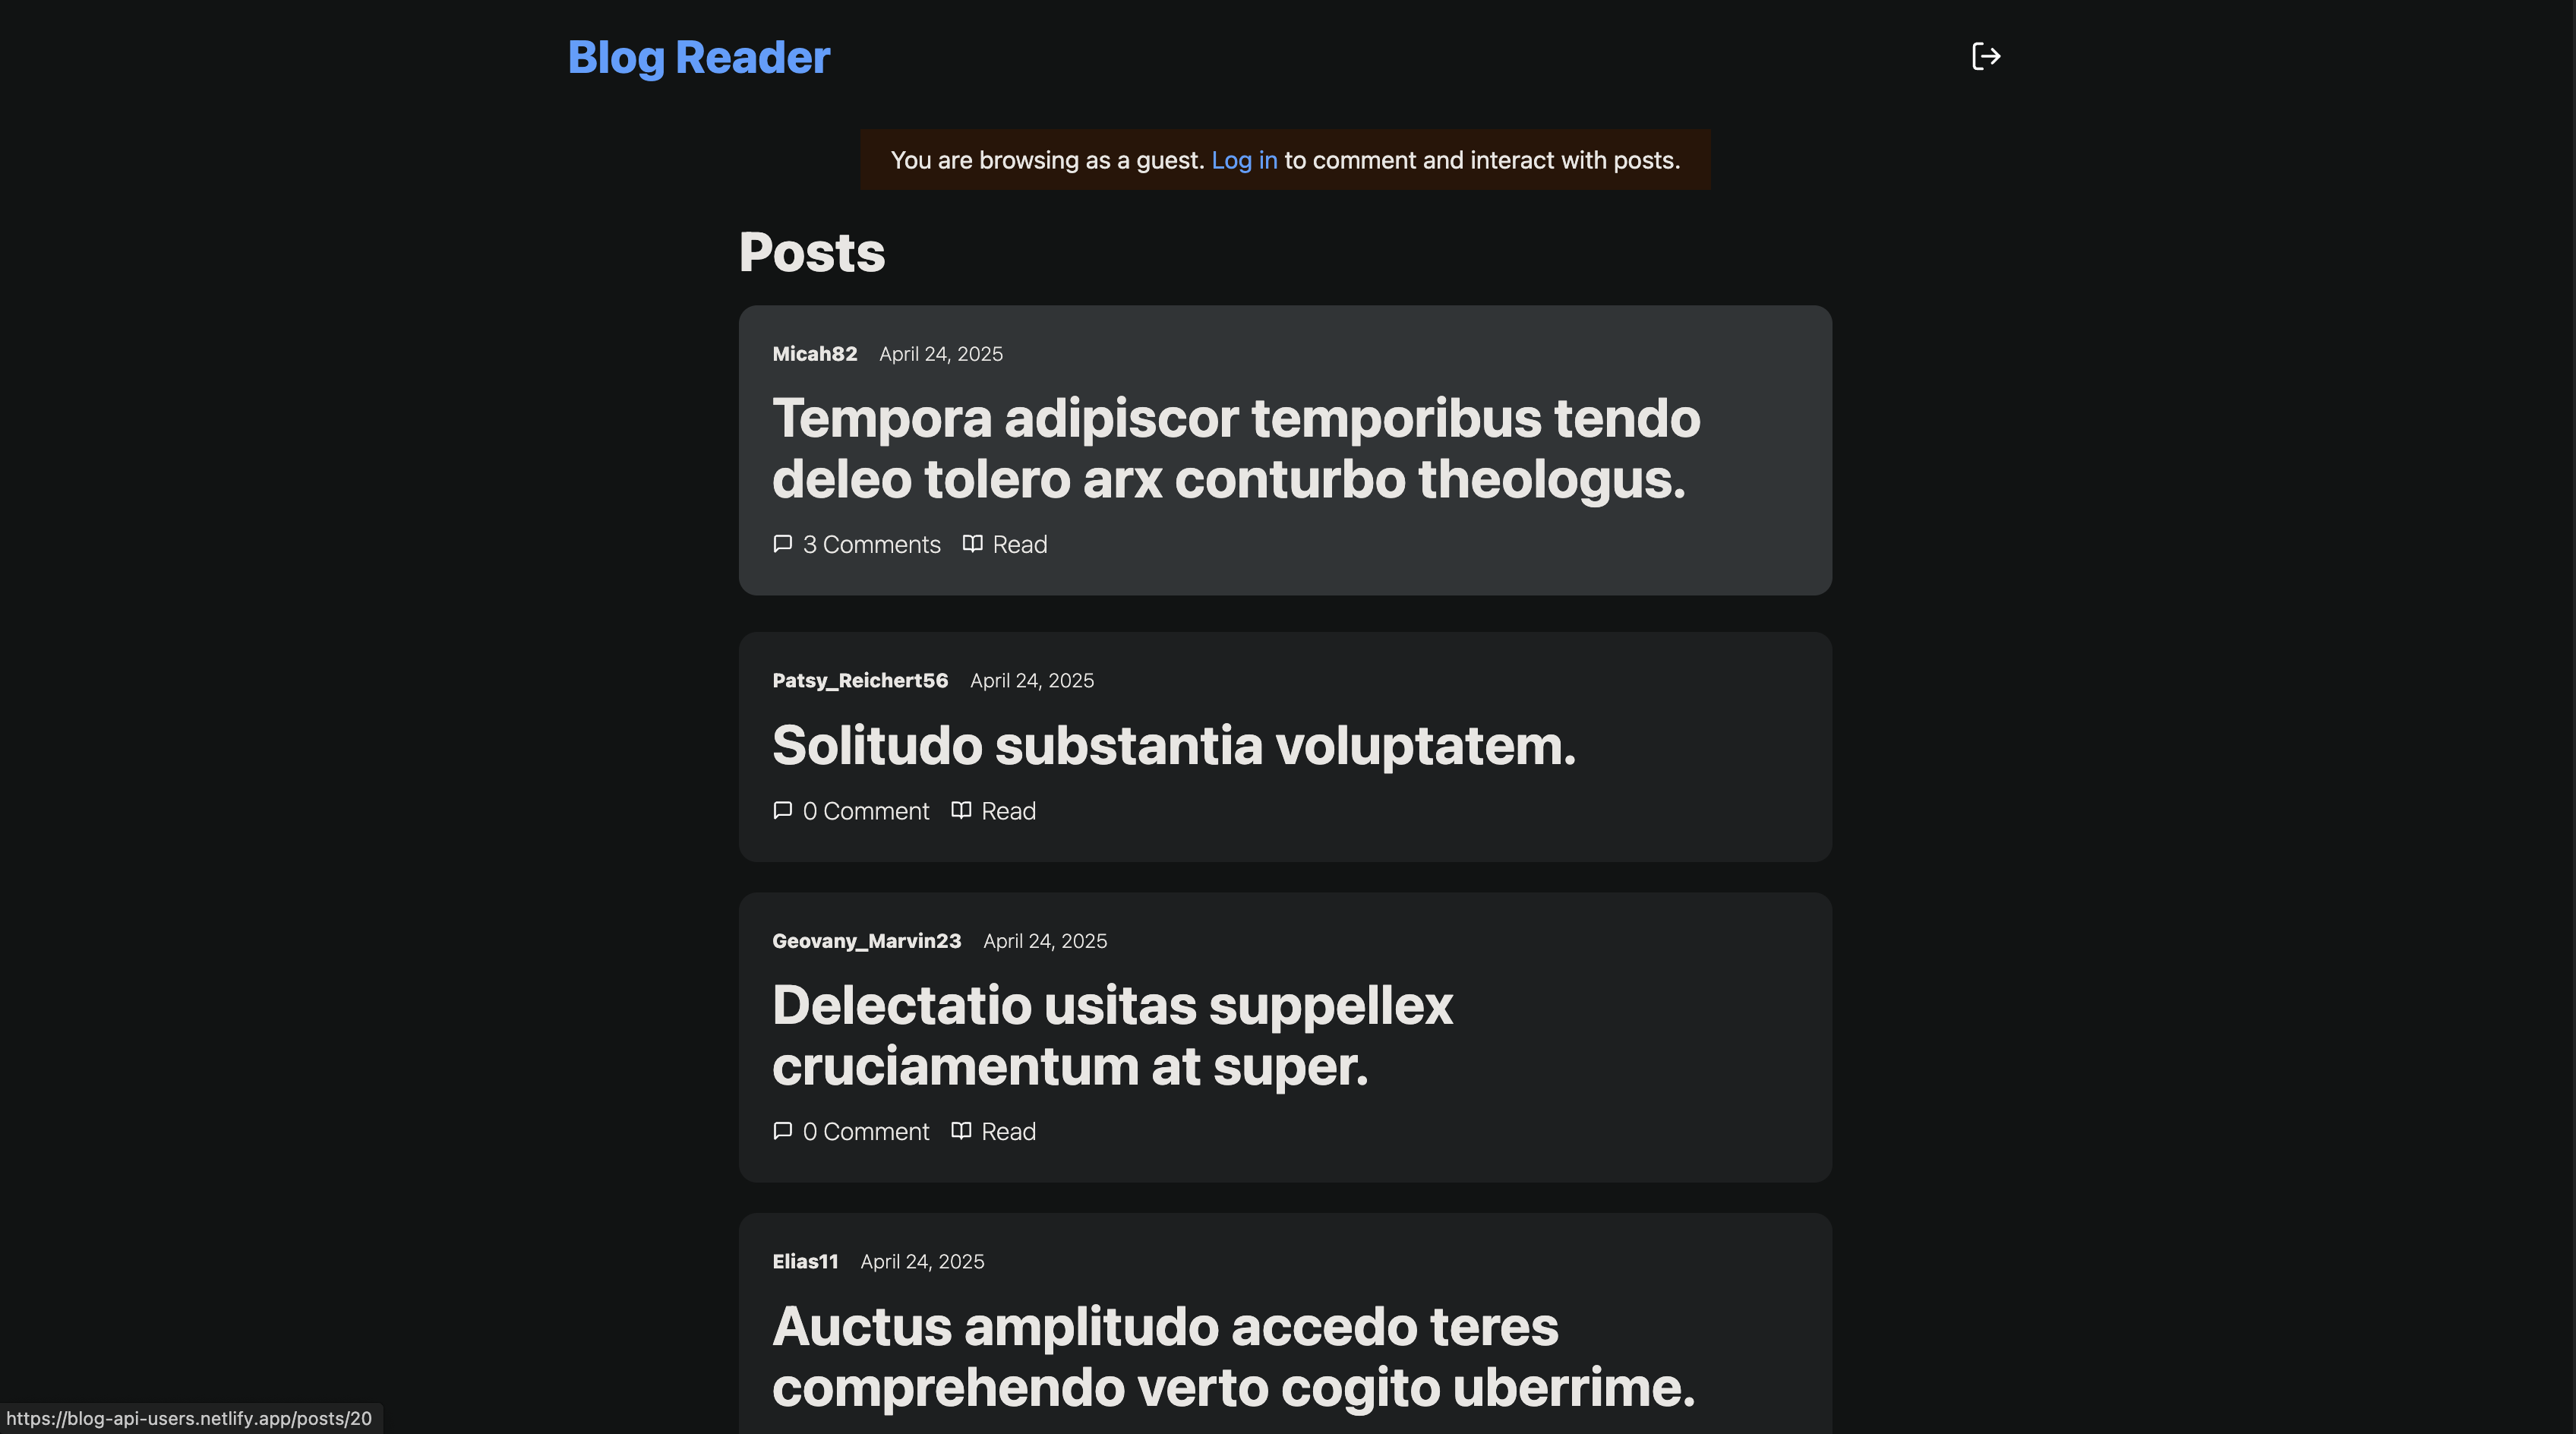 Blog Reader
You are browsing as a guest. Log in to comment and interact with posts.
Posts
Micah82 April 24, 2025
Tempora adipiscor temporibus tendo
deleo tolero arx conturbo theologus.
3 Comments Read
Patsy_Reichert56 April 24, 2025
Solitudo substantia voluptatem.
0 Comment Read
Geovany_Marvin23 April 24, 2025
Delectatio usitas suppellex
cruciamentum at super.
0 Comment Read
Elias11 April 24, 2025
Auctus amplitudo accedo teres
comprehendo verto cogito uberrime.
https://blog-api-users.netlify.app/posts/20